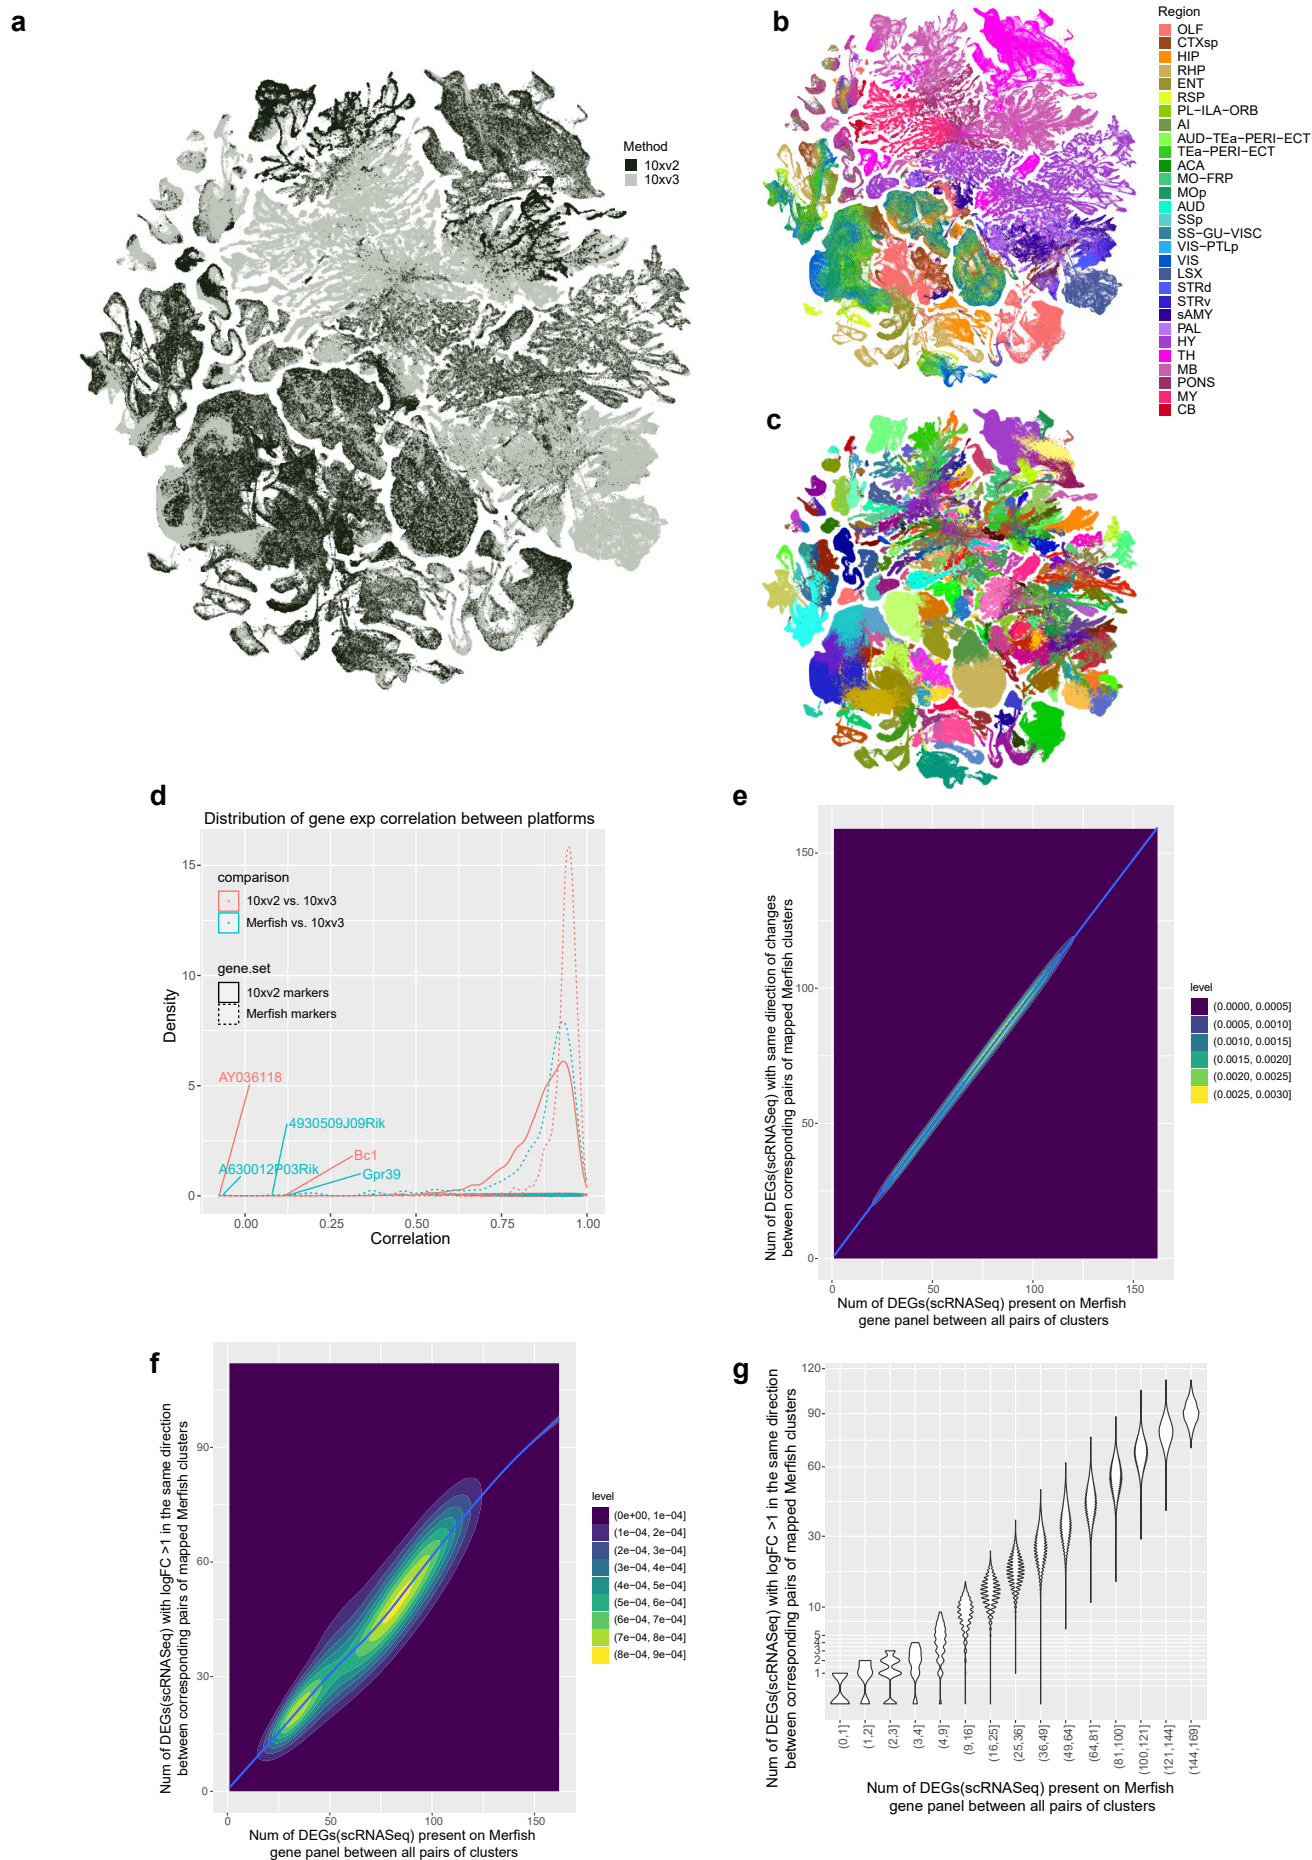 a
Method
10xv2
10xv3
b
Region
OLF
CTXsp
HIP
RHP
ENT
RSP
PL−ILA−ORB
AI
AUD−TEa−PERI−ECT
TEa−PERI−ECT
ACA
MO−FRP
MOp
AUD
SSp
SS−GU−VISC
VIS−PTLp
VIS
LSX
STRd
STRv
sAMY
PAL
HY
TH
MB
PONS
MY
CB
c
d
Distribution of gene exp correlation between platforms
Density
15
10
5
0
comparison
10xv2 vs. 10xv3
Merfish vs. 10xv3
gene.set
10xv2 markers
Merfish markers
AY036118
4930509J09Rik
Bc1
A630012P03Rik
Gpr39
0.00
0.25
0.50
0.75
1.00
Correlation
e
Num of DEGs(scRNASeq) with same direction of changes
between corresponding pairs of mapped Merfish clusters
150
100
50
0
0
50
100
150
Num of DEGs(scRNASeq) present on Merfish
gene panel between all pairs of clusters
level
(0.0000, 0.0005]
(0.0005, 0.0010]
(0.0010, 0.0015]
(0.0015, 0.0020]
(0.0020, 0.0025]
(0.0025, 0.0030]
f
Num of DEGs(scRNASeq) with logFC >1 in the same direction
between corresponding pairs of mapped Merfish clusters
90
60
30
0
0
50
100
150
Num of DEGs(scRNASeq) present on Merfish
gene panel between all pairs of clusters
level
(0e+00, 1e−04]
(1e−04, 2e−04]
(2e−04, 3e−04]
(3e−04, 4e−04]
(4e−04, 5e−04]
(5e−04, 6e−04]
(6e−04, 7e−04]
(7e−04, 8e−04]
(8e−04, 9e−04]
g
Num of DEGs(scRNASeq) with logFC >1 in the same direction
between corresponding pairs of mapped Merfish clusters
120
90
60
30
10
5
4
3
2
1
(0,1]
(1,2]
(2,3]
(3,4]
(4,9]
(9,16]
(16,25]
(25,36]
(36,49]
(49,64]
(64,81]
(81,100]
(100,121]
(121,144]
(144,169]
Num of DEGs(scRNASeq) present on Merfish
gene panel between all pairs of clusters